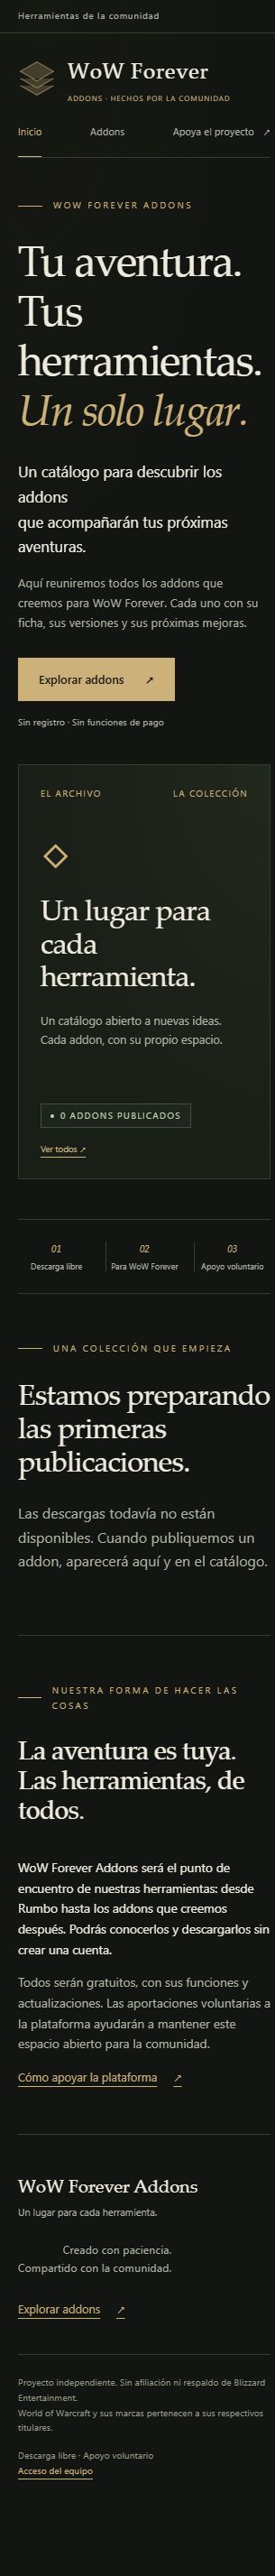 Herramientas de la comunidad
WoW Forever
ADDONS · HECHOS POR LA COMUNIDAD
Inicio Addons Apoya el proyecto ↗
WOW FOREVER ADDONS
Tu aventura.
Tus
herramientas.
Un solo lugar.
Un catálogo para descubrir los
addons
que acompañarán tus próximas
aventuras.
Aquí reuniremos todos los addons que
creemos para WoW Forever. Cada uno con su
ficha, sus versiones y sus próximas mejoras.
Explorar addons ↗
Sin registro · Sin funciones de pago
EL ARCHIVO LA COLECCIÓN
Un lugar para
cada
herramienta.
Un catálogo abierto a nuevas ideas.
Cada addon, con su propio espacio.
0 ADDONS PUBLICADOS
Ver todos ↗
01 02 03
Descarga libre Para WoW Forever Apoyo voluntario
UNA COLECCIÓN QUE EMPIEZA
Estamos preparando
las primeras
publicaciones.
Las descargas todavía no están
disponibles. Cuando publiquemos un
addon, aparecerá aquí y en el catálogo.
NUESTRA FORMA DE HACER LAS
COSAS
La aventura es tuya.
Las herramientas, de
todos.
WoW Forever Addons será el punto de
encuentro de nuestras herramientas: desde
Rumbo hasta los addons que creemos
después. Podrás conocerlos y descargarlos sin
crear una cuenta.
Todos serán gratuitos, con sus funciones y
actualizaciones. Las aportaciones voluntarias a
la plataforma ayudarán a mantener este
espacio abierto para la comunidad.
Cómo apoyar la plataforma ↗
WoW Forever Addons
Un lugar para cada herramienta.
Creado con paciencia.
Compartido con la comunidad.
Explorar addons ↗
Proyecto independiente. Sin afiliación ni respaldo de Blizzard
Entertainment.
World of Warcraft y sus marcas pertenecen a sus respectivos
titulares.
Descarga libre · Apoyo voluntario
Acceso del equipo